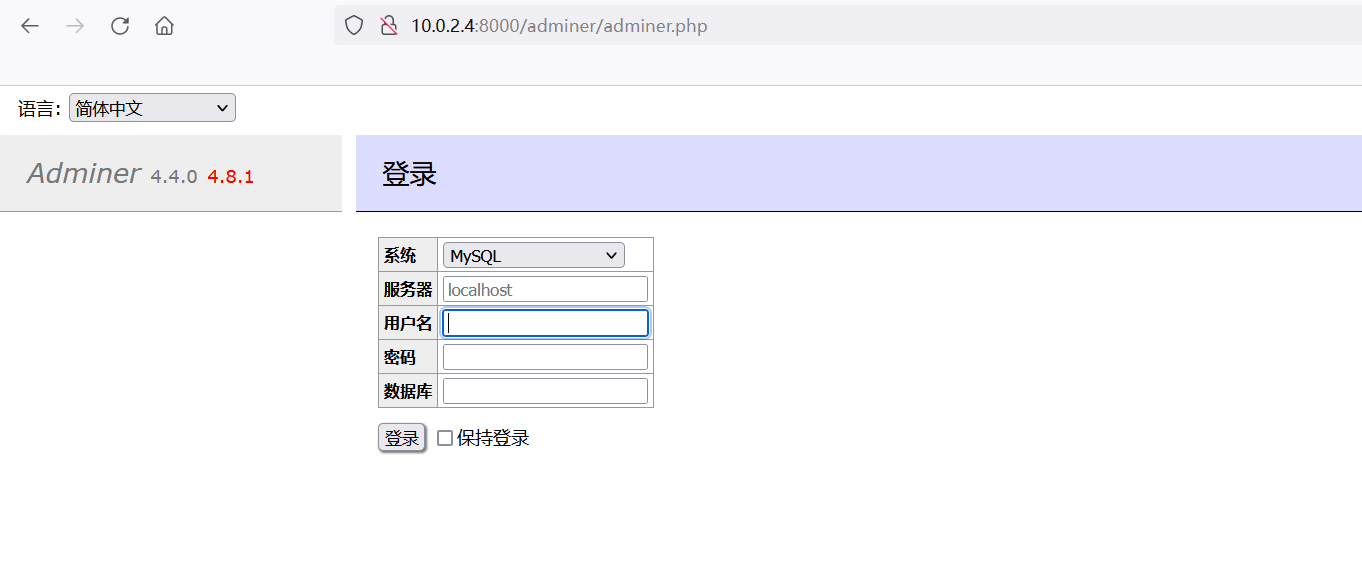 10.0.2.4:8000/adminer/adminer.php
语言: 简体中文
Adminer 4.4.0 4.8.1
登录
系统 MySQL
服务器 localhost
用户名
密码
数据库
登录 保持登录